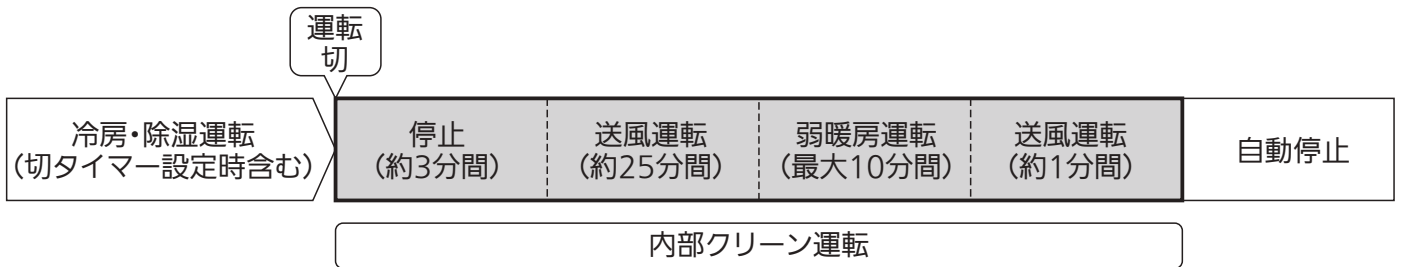 運転
切
冷房・除湿運転
(切タイマー設定時含む)
停止
(約3分間)
送風運転
(約25分間)
弱暖房運転
(最大10分間)
送風運転
(約1分間)
自動停止
内部クリーン運転